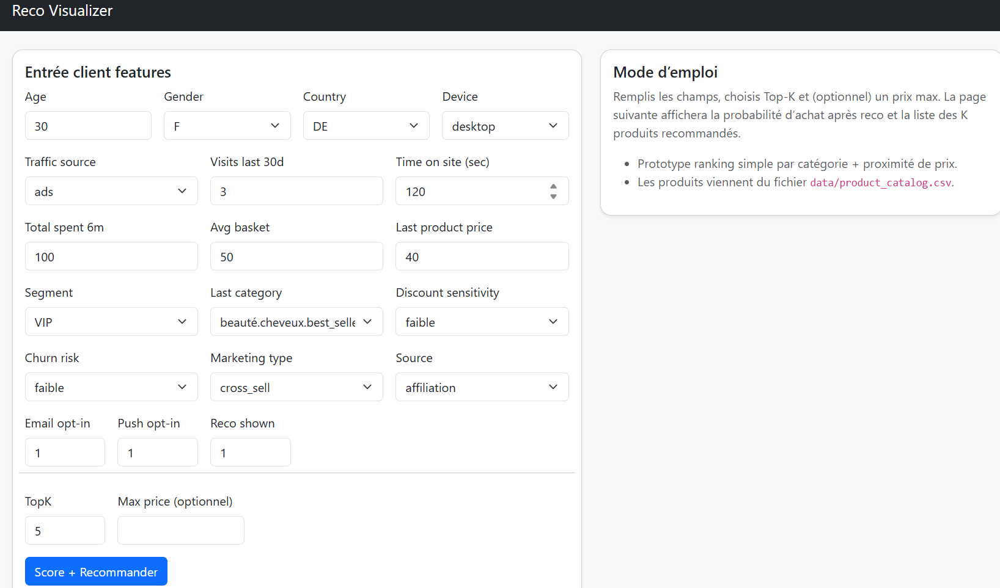 Reco Visualizer
Entrée client features
Age Gender Country Device
30 F DE desktop
Traffic source Visits last 30d Time on site (sec)
ads 3 120
Total spent 6m Avg basket Last product price
100 50 40
Segment Last category Discount sensitivity
VIP beauté.cheveux.best_selle faible
Churn risk Marketing type Source
faible cross_sell affiliation
Email opt-in Push opt-in Reco shown
1 1 1
TopK Max price (optionnel)
5
Score + Recommander
Mode d’emploi
Remplis les champs, choisis Top-K et (optionnel) un prix max. La page
suivante affichera la probabilité d’achat après reco et la liste des K
produits recommandés.
• Prototype ranking simple par catégorie + proximité de prix.
• Les produits viennent du fichier data/product_catalog.csv.